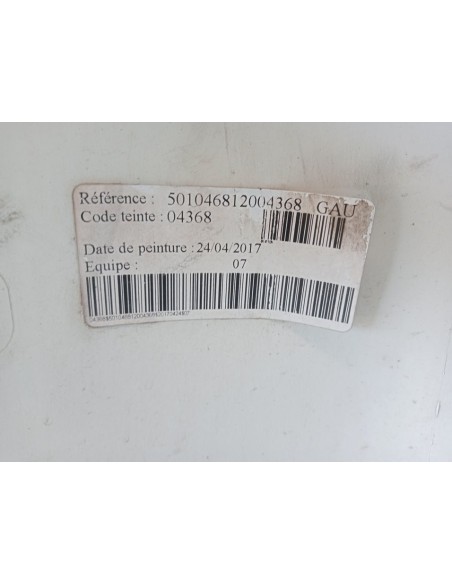 Référence : 501046812004368 GAU
Code teinte : 04368
Date de peinture : 24/04/2017
Equipe : 07